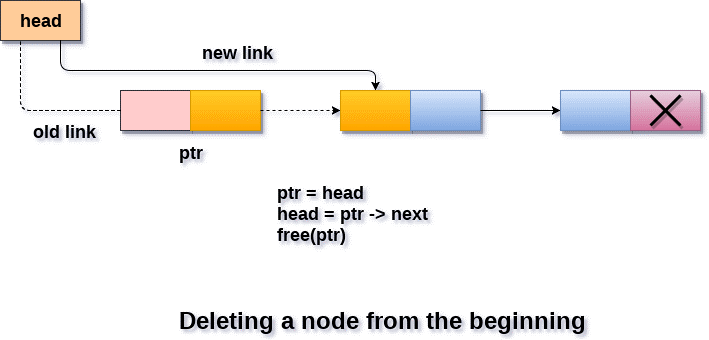 head
new link
old link
ptr
ptr = head
head = ptr -> next
free(ptr)
Deleting a node from the beginning